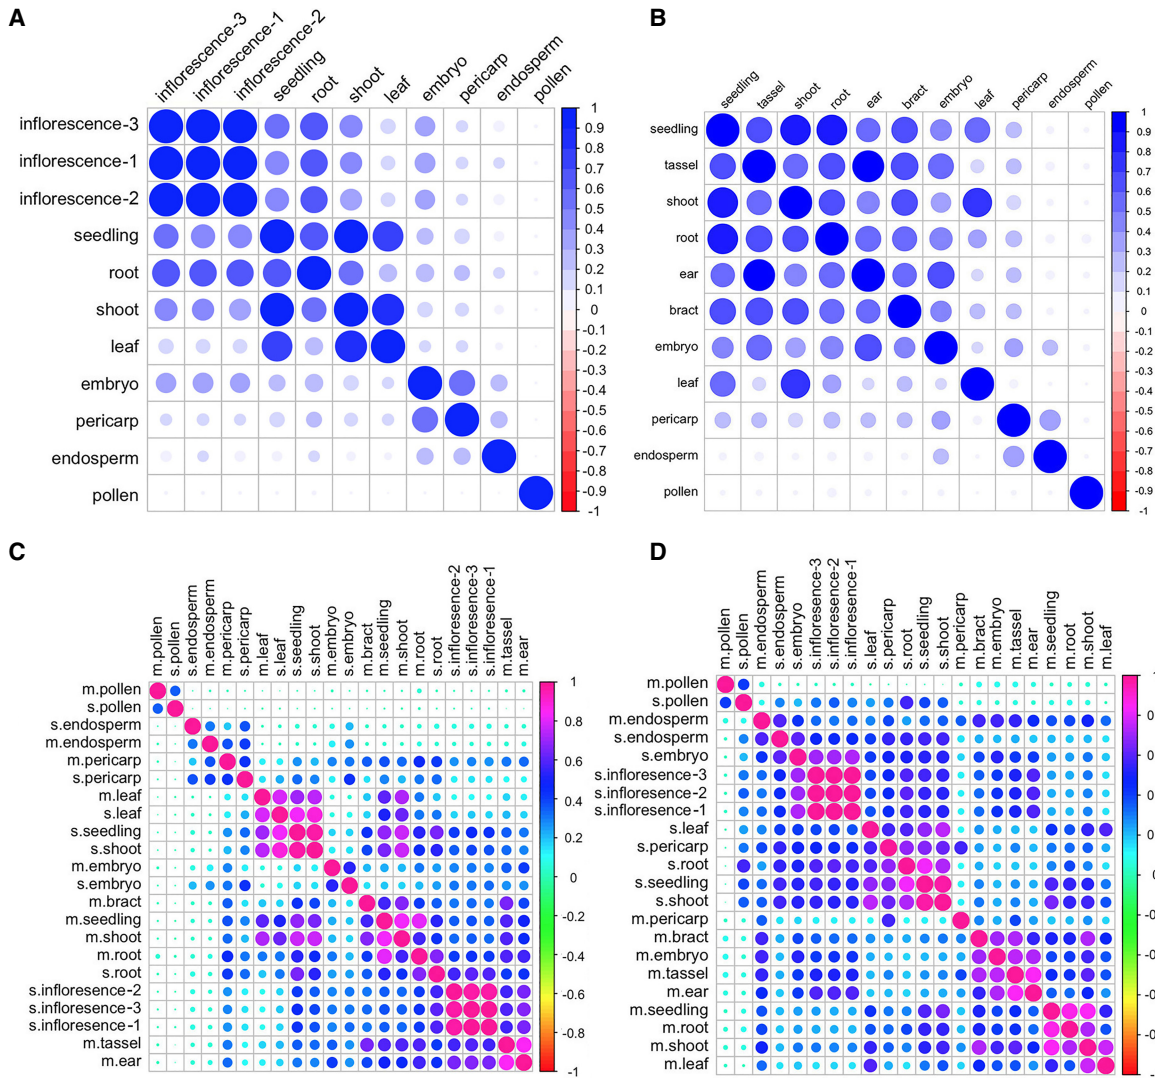 A
inflorescence-3
inflorescence-1
inflorescence-2
seedling
root
shoot
leaf
embryo
pericarp
endosperm
pollen
inflorescence-3
inflorescence-1
inflorescence-2
seedling
root
shoot
leaf
embryo
pericarp
endosperm
pollen
1
0.9
0.8
0.7
0.6
0.5
0.4
0.3
0.2
0.1
0
-0.1
-0.2
-0.3
-0.4
-0.5
-0.6
-0.7
-0.8
-0.9
-1
B
seedling
tassel
shoot
root
ear
bract
embryo
leaf
pericarp
endosperm
pollen
seedling
tassel
shoot
root
ear
bract
embryo
leaf
pericarp
endosperm
pollen
1
0.9
0.8
0.7
0.6
0.5
0.4
0.3
0.2
0.1
0
-0.1
-0.2
-0.3
-0.4
-0.5
-0.6
-0.7
-0.8
-0.9
-1
C
m.pollen
s.pollen
s.endosperm
m.endosperm
m.pericarp
s.pericarp
m.leaf
s.leaf
s.seedling
s.shoot
m.embryo
s.embryo
m.bract
m.seedling
m.shoot
m.root
s.root
s.infloresence-2
s.infloresence-3
s.infloresence-1
m.tassel
m.ear
m.pollen
s.pollen
s.endosperm
m.endosperm
m.pericarp
s.pericarp
m.leaf
s.leaf
s.seedling
s.shoot
m.embryo
s.embryo
m.bract
m.seedling
m.shoot
m.root
s.root
s.infloresence-2
s.infloresence-3
s.infloresence-1
m.tassel
m.ear
1
0.8
0.6
0.4
0.2
0
-0.2
-0.4
-0.6
-0.8
-1
D
m.pollen
s.pollen
m.endosperm
s.endosperm
s.embryo
s.infloresence-3
s.infloresence-2
s.infloresence-1
s.leaf
s.pericarp
s.root
s.seedling
s.shoot
m.pericarp
m.bract
m.embryo
m.tassel
m.ear
m.seedling
m.root
m.shoot
m.leaf
m.pollen
s.pollen
m.endosperm
s.endosperm
s.embryo
s.infloresence-3
s.infloresence-2
s.infloresence-1
s.leaf
s.pericarp
s.root
s.seedling
s.shoot
m.pericarp
m.bract
m.embryo
m.tassel
m.ear
m.seedling
m.root
m.shoot
m.leaf